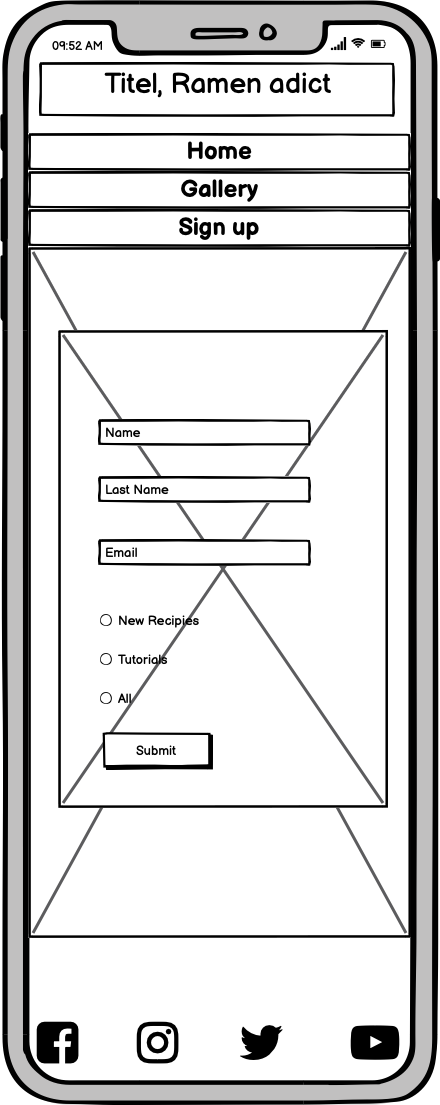 09:52 AM
Titel, Ramen adict
Home
Gallery
Sign up
Name
Last Name
Email
New Recipies
Tutorials
All
Submit